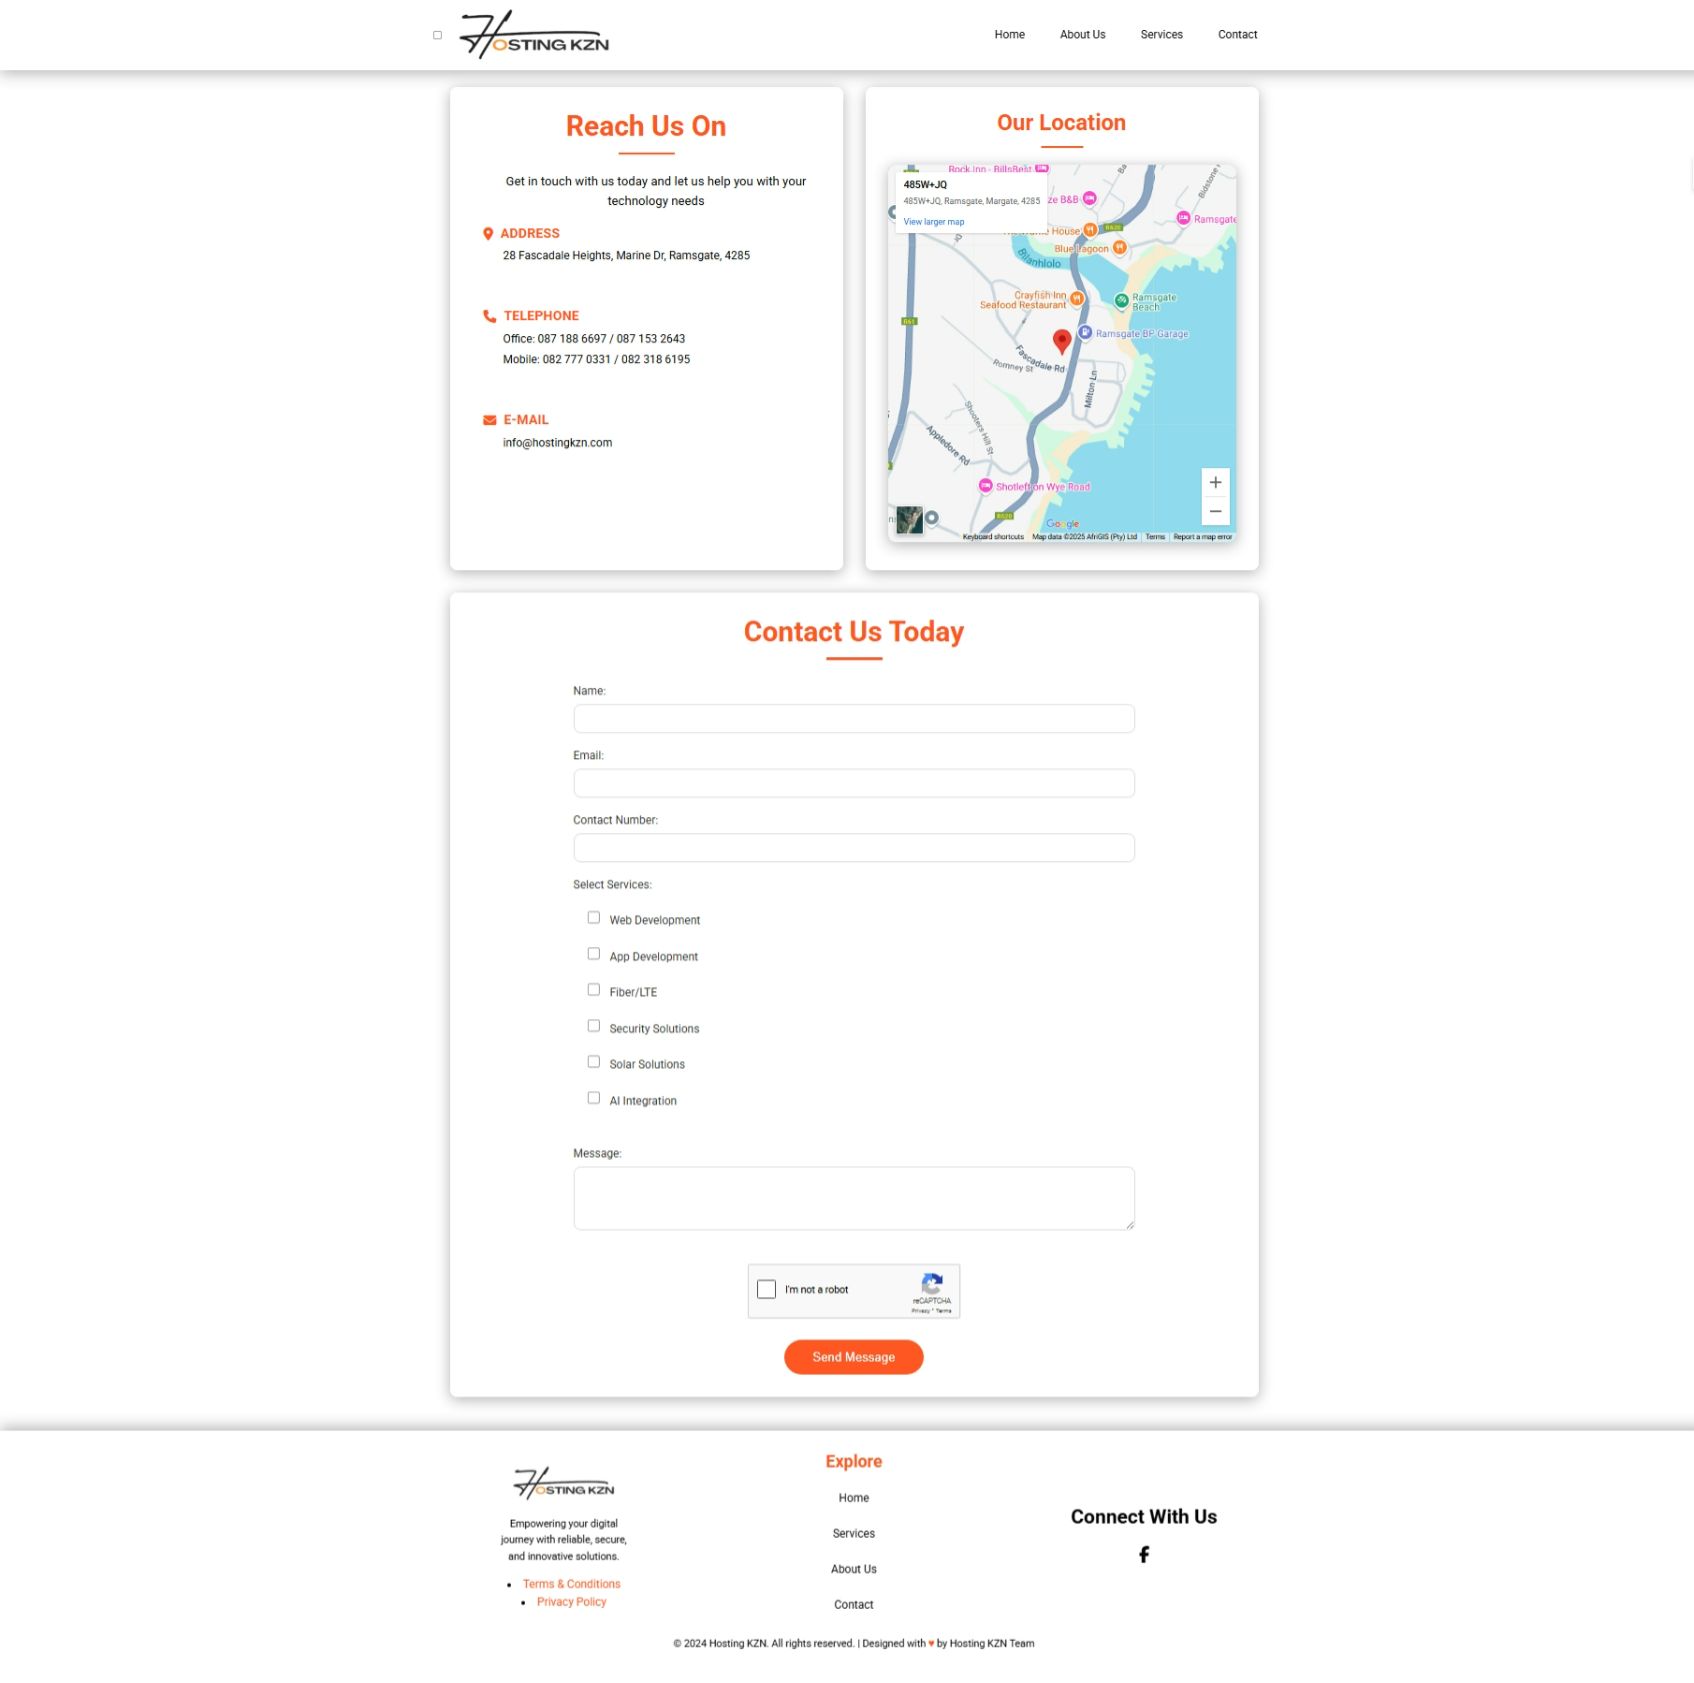 HOSTING KZN
Home
About Us
Services
Contact
Reach Us On
Get in touch with us today and let us help you with your
technology needs
ADDRESS
28 Fascadale Heights, Marine Dr, Ramsgate, 4285
TELEPHONE
Office: 087 188 6697 / 087 153 2643
Mobile: 082 777 0331 / 082 318 6195
E-MAIL
info@hostingkzn.com
Our Location
Rock Inn - BillsBest
485W+JQ
485W+JQ, Ramsgate, Margate, 4285
View larger map
ze B&B
Bidstone
Ramsgate
House
R620
Blue Lagoon
Bilanhlolo
Crayfish Inn
Seafood Restaurant
Ramsgate
Beach
R61
Ramsgate BP Garage
Fascadale Rd
Romney St
Milton Ln
Shooters Hill St
Appledore Rd
Shotleft on Wye Road
R620
Google
Keyboard shortcuts
Map data ©2025 AfriGIS (Pty) Ltd
Terms
Report a map error
Contact Us Today
Name:
Email:
Contact Number:
Select Services:
Web Development
App Development
Fiber/LTE
Security Solutions
Solar Solutions
AI Integration
Message:
I'm not a robot
reCAPTCHA
Privacy - Terms
Send Message
HOSTING KZN
Empowering your digital
journey with reliable, secure,
and innovative solutions.
• Terms & Conditions
• Privacy Policy
Explore
Home
Services
About Us
Contact
Connect With Us
© 2024 Hosting KZN. All rights reserved. | Designed with ♥ by Hosting KZN Team